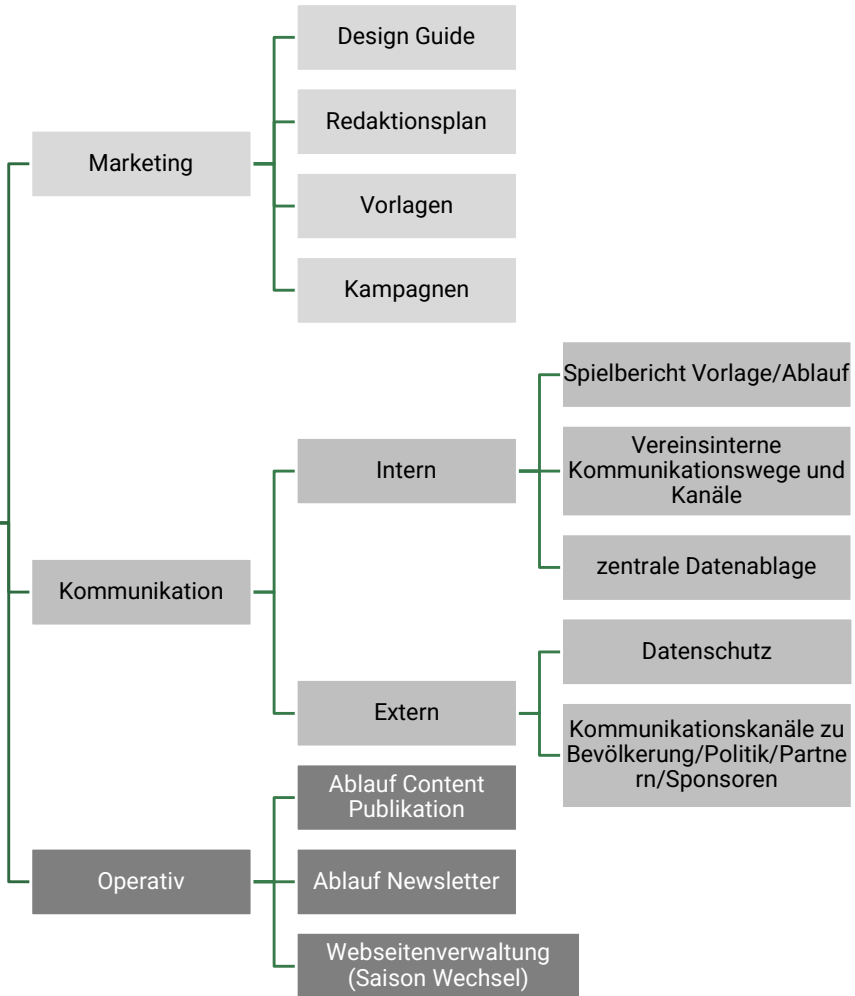 Design Guide
Redaktionsplan
Marketing
Vorlagen
Kampagnen
Spielbericht Vorlage/Ablauf
Intern
Vereinsinterne
Kommunikationswege und
Kanäle
zentrale Datenablage
Kommunikation
Datenschutz
Extern
Kommunikationskanäle zu
Bevölkerung/Politik/Partne
rn/Sponsoren
Ablauf Content
Publikation
Operativ
Ablauf Newsletter
Webseitenverwaltung
(Saison Wechsel)